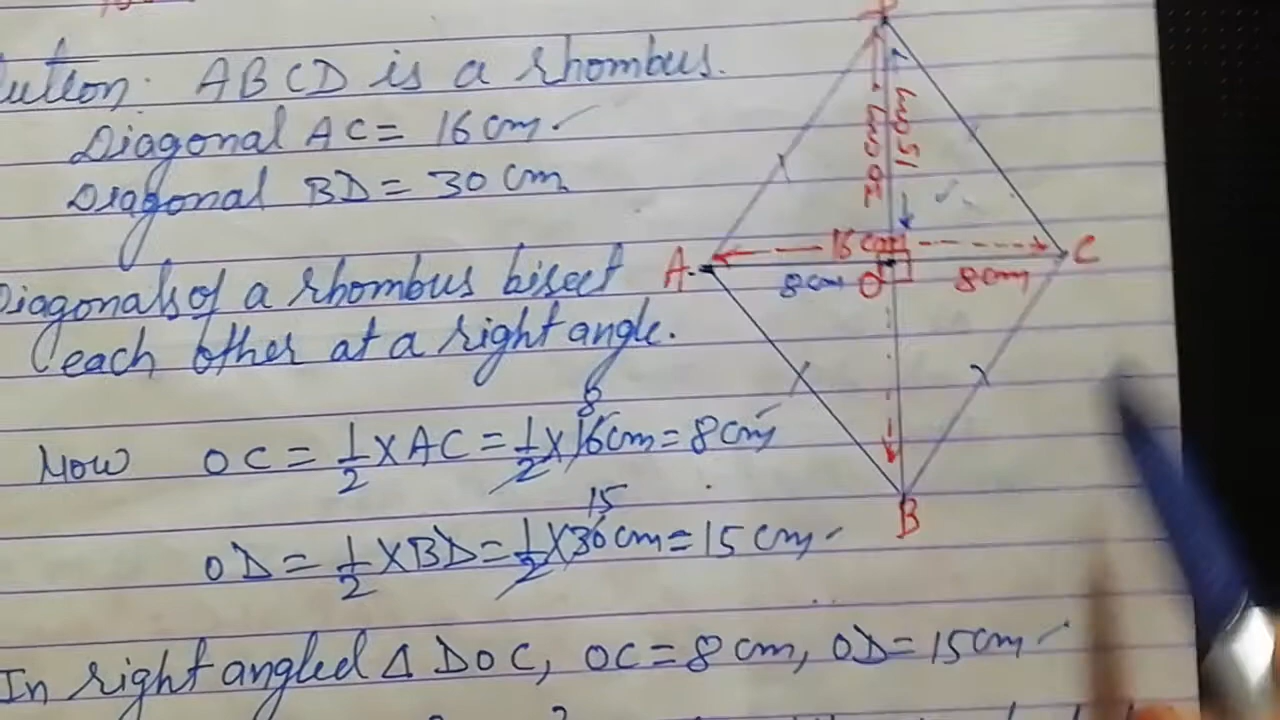 ution: ABCD is a rhombus.
Diagonal AC = 16 cm
Diagonal BD = 30 cm
Diagonals of a rhombus bisect
each other at a right angle.
Now OC = 1/2 × AC = 1/2 × 16 cm = 8 cm
8
OD = 1/2 × BD = 1/2 × 30 cm = 15 cm
15
In right angled Δ DOC, OC = 8 cm, OD = 15 cm
30 cm
15 cm
A
16 cm
C
8 cm
O
8 cm
B